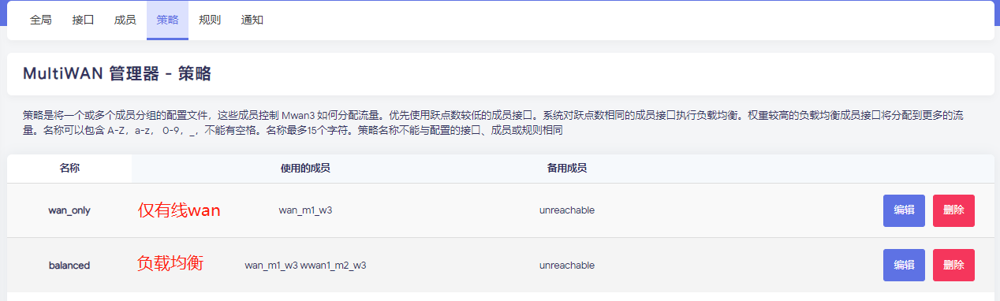 全局 接口 成员 策略 规则 通知
MultiWAN 管理器 - 策略
策略是将一个或多个成员分组的配置文件，这些成员控制 Mwan3 如何分配流量。优先使用跃点数较低的成员接口。系统对跃点数相同的成员接口执行负载均衡。权重较高的负载均衡成员接口将分配到更多的流
量。名称可以包含 A-Z，a-z， 0-9，_，不能有空格。名称最多15个字符。策略名称不能与配置的接口、成员或规则相同
名称 使用的成员 备用成员
wan_only 仅有线wan wan_m1_w3 unreachable 编辑 删除
balanced 负载均衡 wan_m1_w3 wwan1_m2_w3 unreachable 编辑 删除